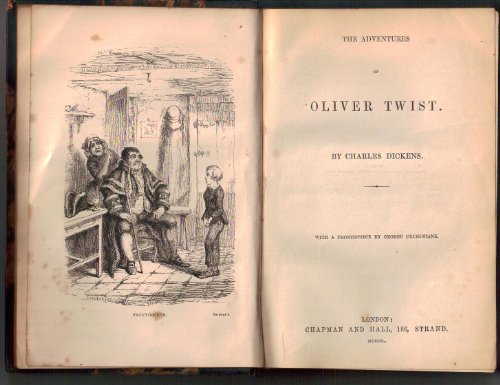 FRONTISPIECE
THE ADVENTURES
OF
OLIVER TWIST.
BY CHARLES DICKENS.
WITH A FRONTISPIECE BY GEORGE CRUIKSHANK.
LONDON:
CHAPMAN AND HALL, 186, STRAND.